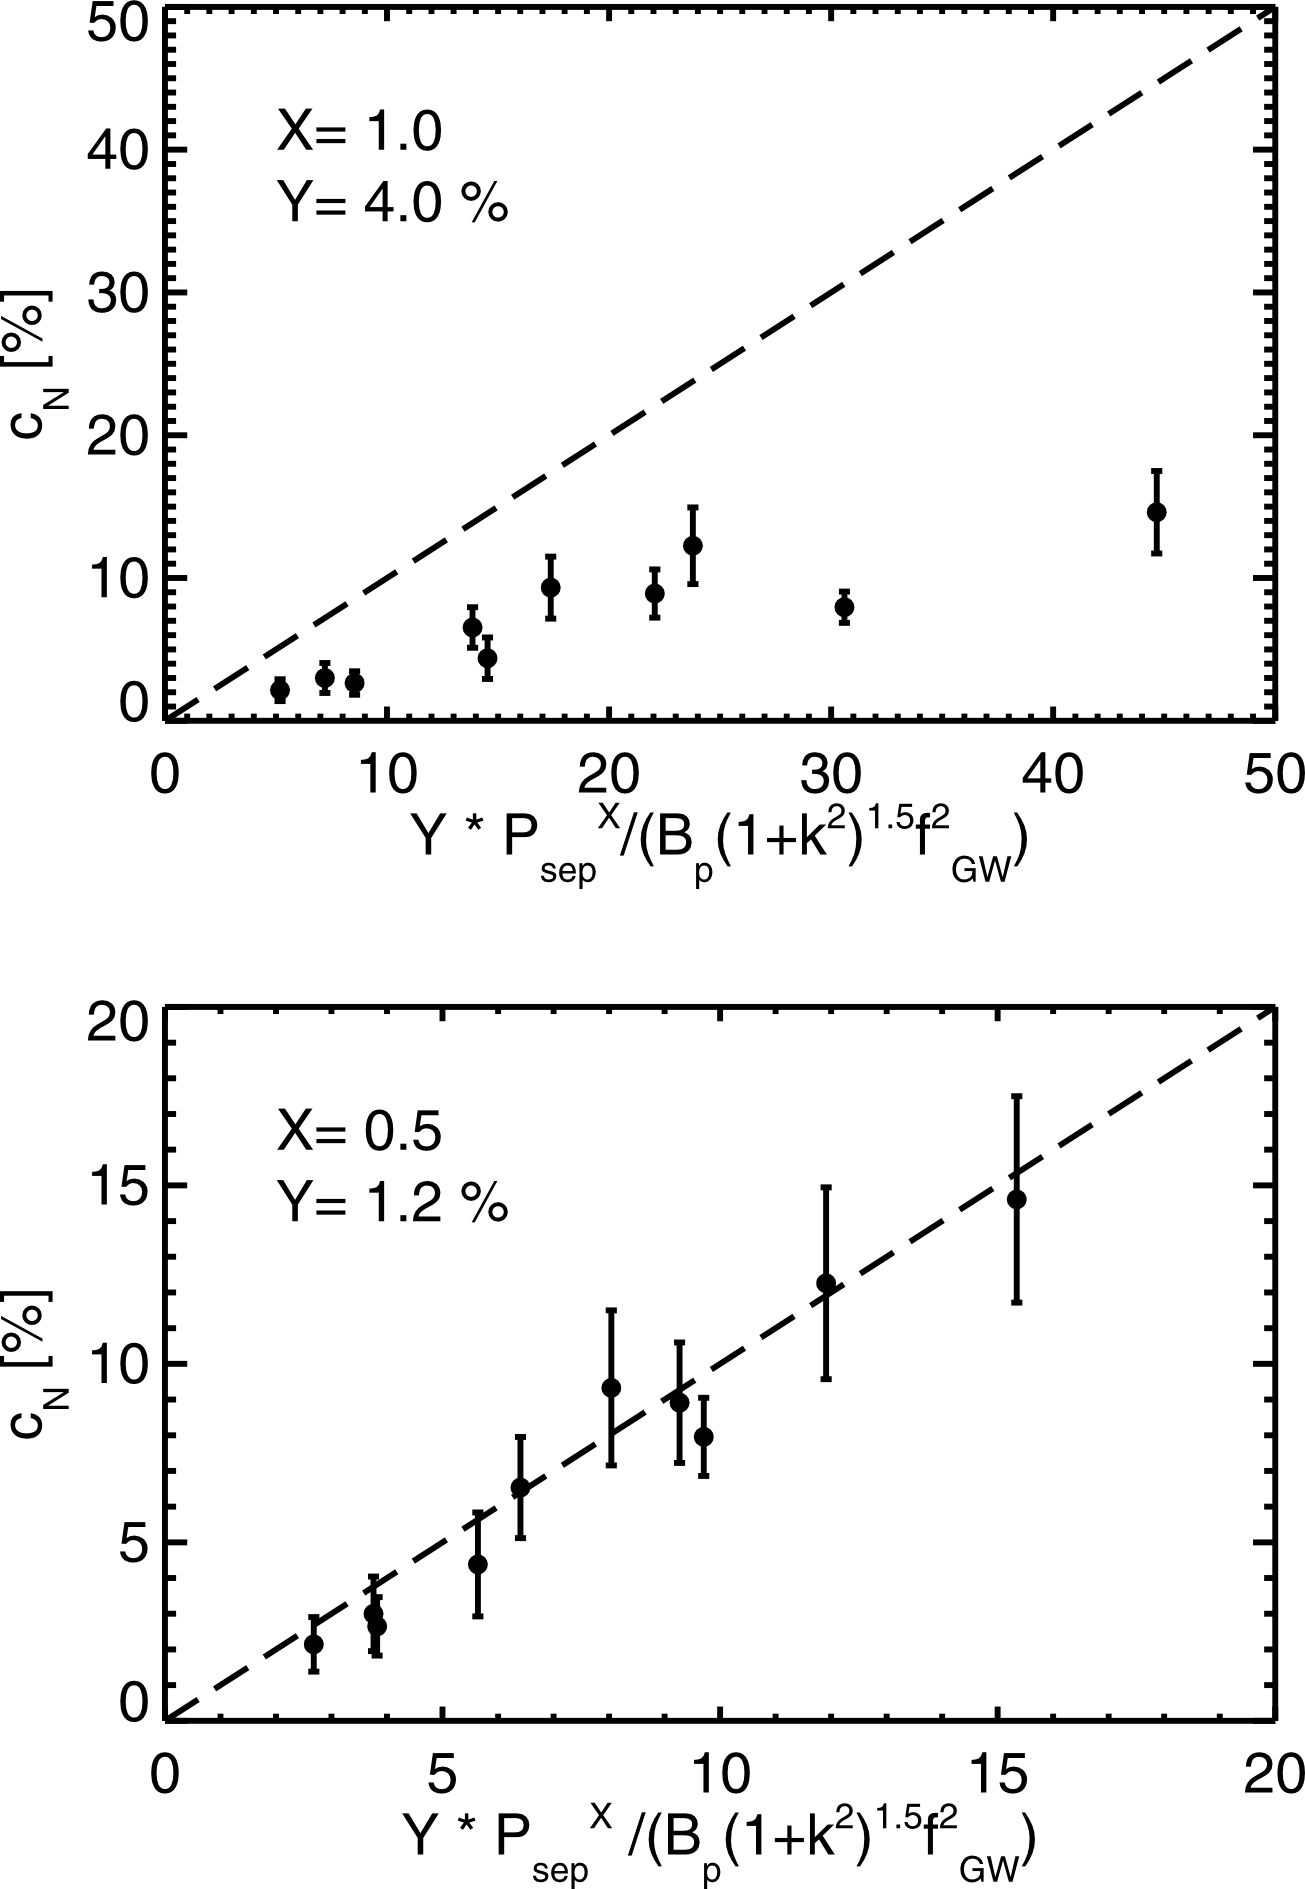 50
40
30
20
10
0
c_N [%]
X= 1.0
Y= 4.0 %
0 10 20 30 40 50
Y * P_sep^X/(B_p(1+k^2)^1.5f^2_GW)
20
15
10
5
0
c_N [%]
X= 0.5
Y= 1.2 %
0 5 10 15 20
Y * P_sep^X/(B_p(1+k^2)^1.5f^2_GW)